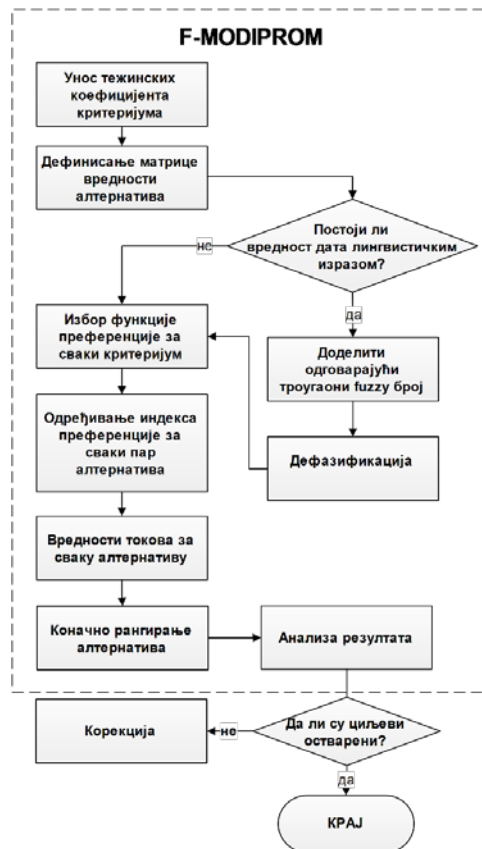 F-MODIPROM
Унос тежинских
коефицијента
критеријума
Дефинисање матрице
вредности
алтернатива
Постоји ли
вредност дата лингвистичким
изразом?
не
да
Избор функције
преференције за
сваки критеријум
Доделити
одговарајући
троугаони fuzzy број
Одређивање индекса
преференције за
сваки пар
алтернатива
Дефазификација
Вредности токова за
сваку алтернативу
Коначно рангирање
алтернатива
Анализа резултата
Да ли су циљеви
остварени?
не
Корекција
да
КРАЈ